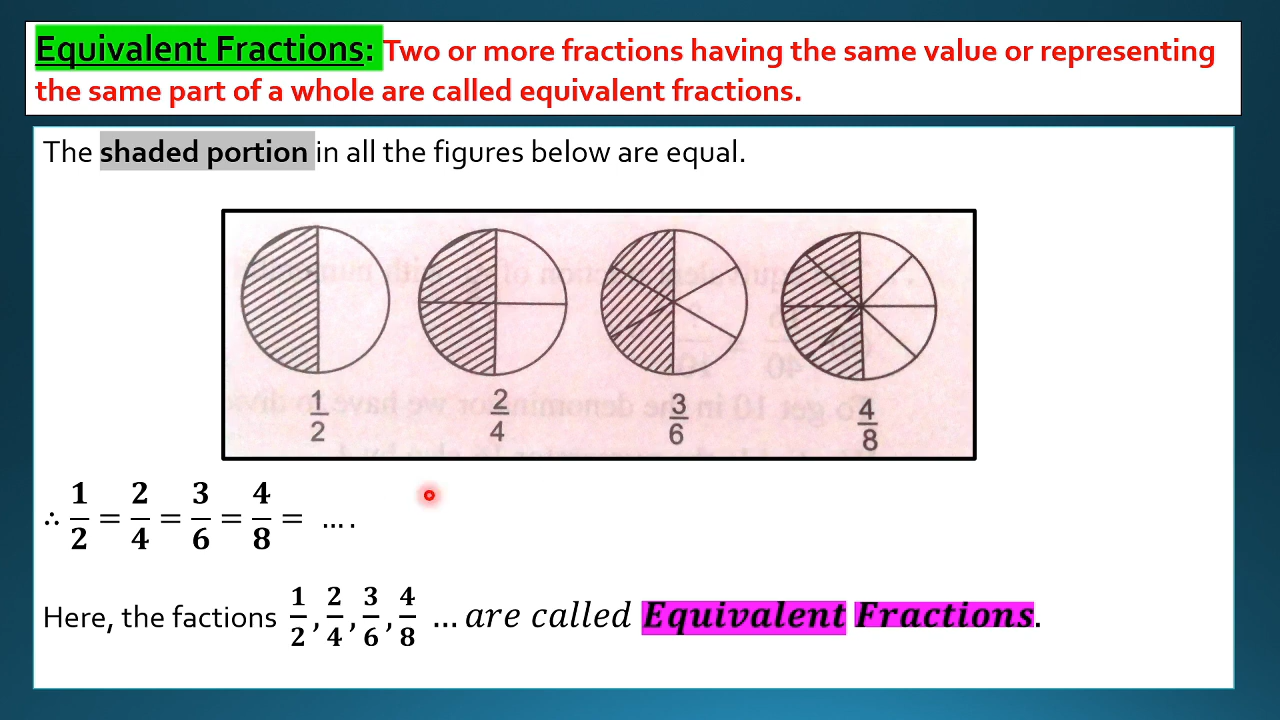 Equivalent Fractions: Two or more fractions having the same value or representing
the same part of a whole are called equivalent fractions.
The shaded portion in all the figures below are equal.
1/2 2/4 3/6 4/8
∴ 1/2 = 2/4 = 3/6 = 4/8 = ....
Here, the factions 1/2, 2/4, 3/6, 4/8 ... are called Equivalent Fractions.